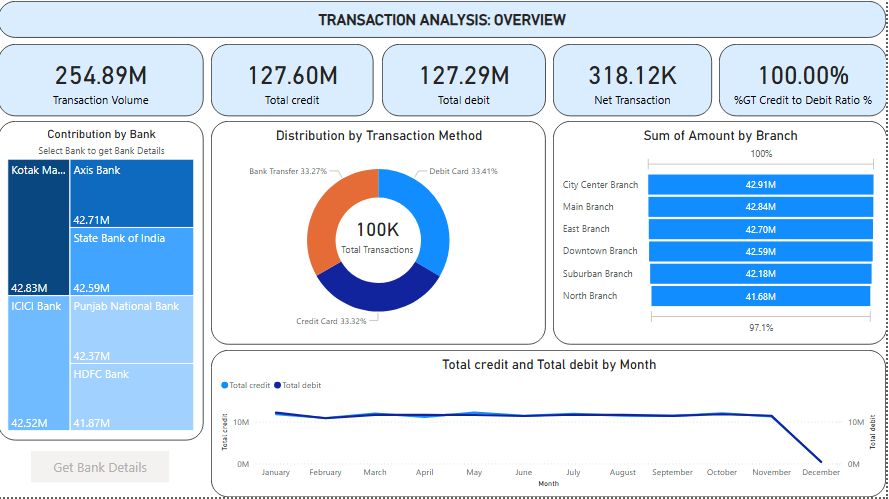 TRANSACTION ANALYSIS: OVERVIEW
254.89M
Transaction Volume
127.60M
Total credit
127.29M
Total debit
318.12K
Net Transaction
100.00%
%GT Credit to Debit Ratio %
Contribution by Bank
Select Bank to get Bank Details
Kotak Ma...
42.83M
Axis Bank
42.71M
State Bank of India
42.59M
ICICI Bank
42.52M
Punjab National Bank
42.37M
HDFC Bank
41.87M
Get Bank Details
Distribution by Transaction Method
Bank Transfer 33.27%
Debit Card 33.41%
100K
Total Transactions
Credit Card 33.32%
Sum of Amount by Branch
100%
City Center Branch 42.91M
Main Branch 42.84M
East Branch 42.70M
Downtown Branch 42.59M
Suburban Branch 42.18M
North Branch 41.68M
97.1%
Total credit and Total debit by Month
Total credit Total debit
Total credit
10M
0M
10M
0M
Total debit
January February March April May June July August September October November December
Month